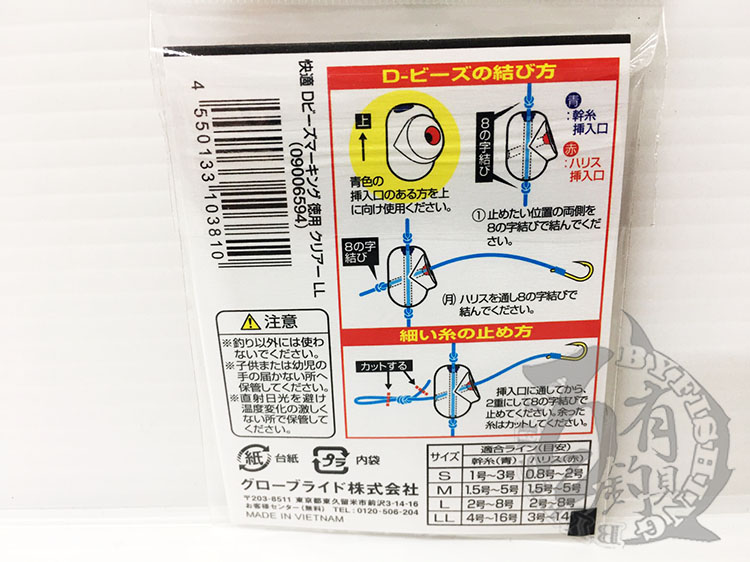 快適 Dビーズマーキング 徳用 クリアー LL
(09006594)
4 550133 103810
D-ビーズの結び方
上
青色の
挿入口のある方を上
に向け使用ください。
8の字結び
青
:幹糸
挿入口
赤
:ハリス
挿入口
① 止めたい位置の両側を
8の字結びで結んでくだ
さい。
8の字
結び
(月) ハリスを通し8の字結びで
結んでください。
細い糸の止め方
カットする
挿入口に通してから、
2重にして8の字結びで
止めてください。余った
糸はカットしてください。
注意
※釣り以外には使わ
ないでください。
※子供または幼児の
手の届かない所へ
保管してください。
※直射日光を避け
温度変化の激しく
ない所で保管して
ください。
紙 台紙 プラ 内袋
グローブライド株式会社
〒203-8511 東京都東久留米市前沢3-14-16
お客様センター(無料) TEL: 0120-506-204
MADE IN VIETNAM
サイズ 適合ライン(目安)
幹糸(青) ハリス(赤)
S 1号~3号 0.8号~2号
M 1.5号~5号 1.5号~5号
L 2号~8号 2号~8号
LL 4号~16号 3号~14
BYFISHING
有